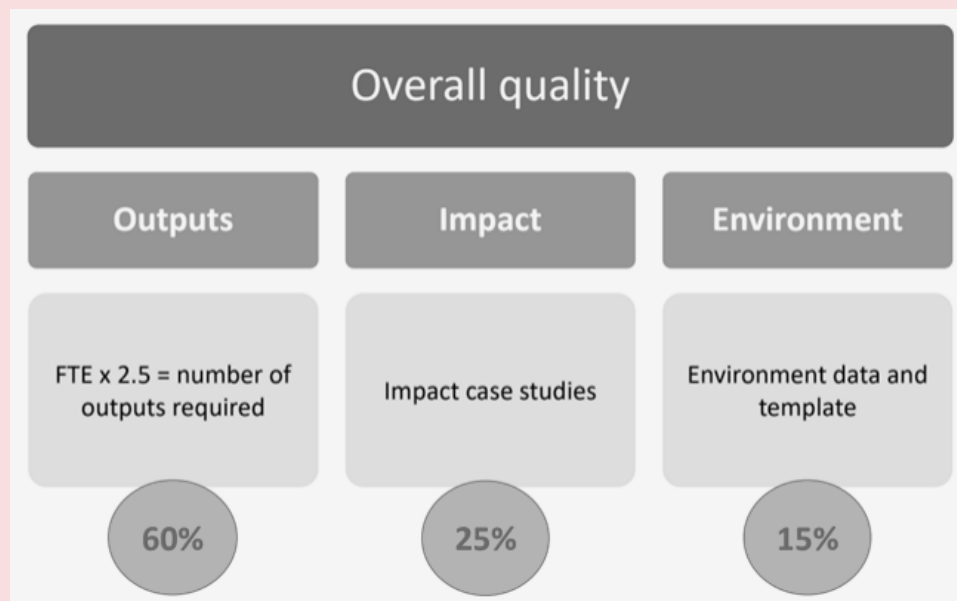 Overall quality
Outputs
Impact
Environment
FTE x 2.5 = number of
outputs required
Impact case studies
Environment data and
template
60%
25%
15%